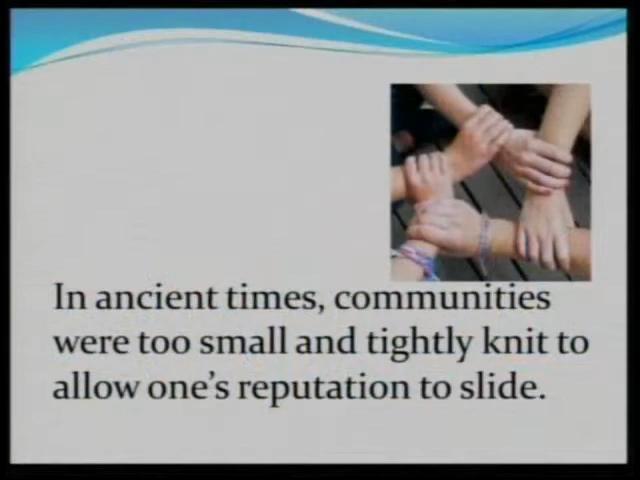 In ancient times, communities
were too small and tightly knit to
allow one's reputation to slide.